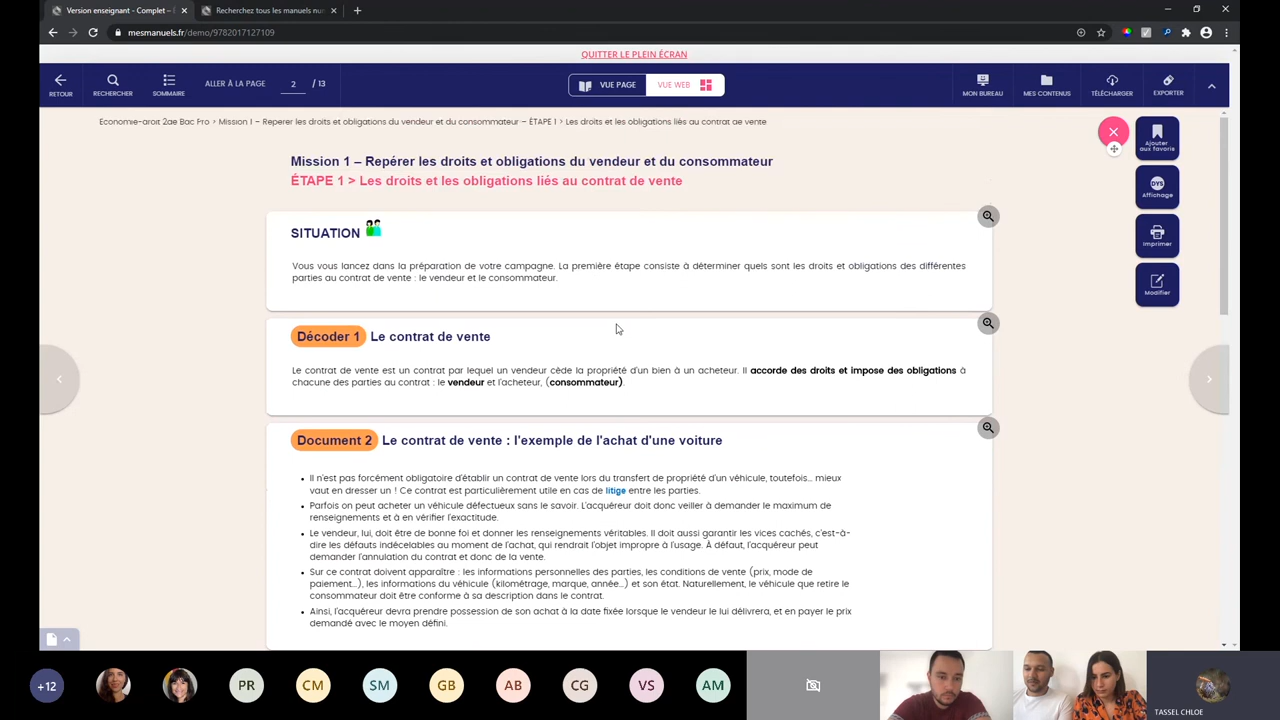 Version enseignant - Complet –
Recherchez tous les manuels nu
mesmanuels.fr/demo/9782017127109
QUITTER LE PLEIN ÉCRAN
RETOUR
RECHERCHER
SOMMAIRE
ALLER À LA PAGE 2 / 13
VUE PAGE
VUE WEB
MON BUREAU
MES CONTENUS
TÉLÉCHARGER
EXPORTER
Economie-droit 2de Bac Pro > Mission 1 – Repérer les droits et obligations du vendeur et du consommateur – ÉTAPE 1 > Les droits et les obligations liés au contrat de vente
Mission 1 – Repérer les droits et obligations du vendeur et du consommateur
ÉTAPE 1 > Les droits et les obligations liés au contrat de vente
Ajouter
aux favoris
DYS
Affichage
Imprimer
Modifier
SITUATION
Vous vous lancez dans la préparation de votre campagne. La première étape consiste à déterminer quels sont les droits et obligations des différentes
parties au contrat de vente : le vendeur et le consommateur.
Décoder 1 Le contrat de vente
Le contrat de vente est un contrat par lequel un vendeur cède la propriété d'un bien à un acheteur. Il accorde des droits et impose des obligations à
chacune des parties au contrat : le vendeur et l'acheteur, (consommateur).
Document 2 Le contrat de vente : l'exemple de l'achat d'une voiture
• Il n'est pas forcément obligatoire d'établir un contrat de vente lors du transfert de propriété d'un véhicule, toutefois... mieux
vaut en dresser un ! Ce contrat est particulièrement utile en cas de litige entre les parties.
• Parfois on peut acheter un véhicule défectueux sans le savoir. L'acquéreur doit donc veiller à demander le maximum de
renseignements et à en vérifier l'exactitude.
• Le vendeur, lui, doit être de bonne foi et donner les renseignements véritables. Il doit aussi garantir les vices cachés, c'est-à-
dire les défauts indécelables au moment de l'achat, qui rendrait l'objet impropre à l'usage. À défaut, l'acquéreur peut
demander l'annulation du contrat et donc de la vente.
• Sur ce contrat doivent apparaître : les informations personnelles des parties, les conditions de vente (prix, mode de
paiement...), les informations du véhicule (kilométrage, marque, année...) et son état. Naturellement, le véhicule que retire le
consommateur doit être conforme à sa description dans le contrat.
• Ainsi, l'acquéreur devra prendre possession de son achat à la date fixée lorsque le vendeur le lui délivrera, et en payer le prix
demandé avec le moyen défini.
+12
PR
CM
SM
GB
AB
CG
VS
AM
TASSEL CHLOE